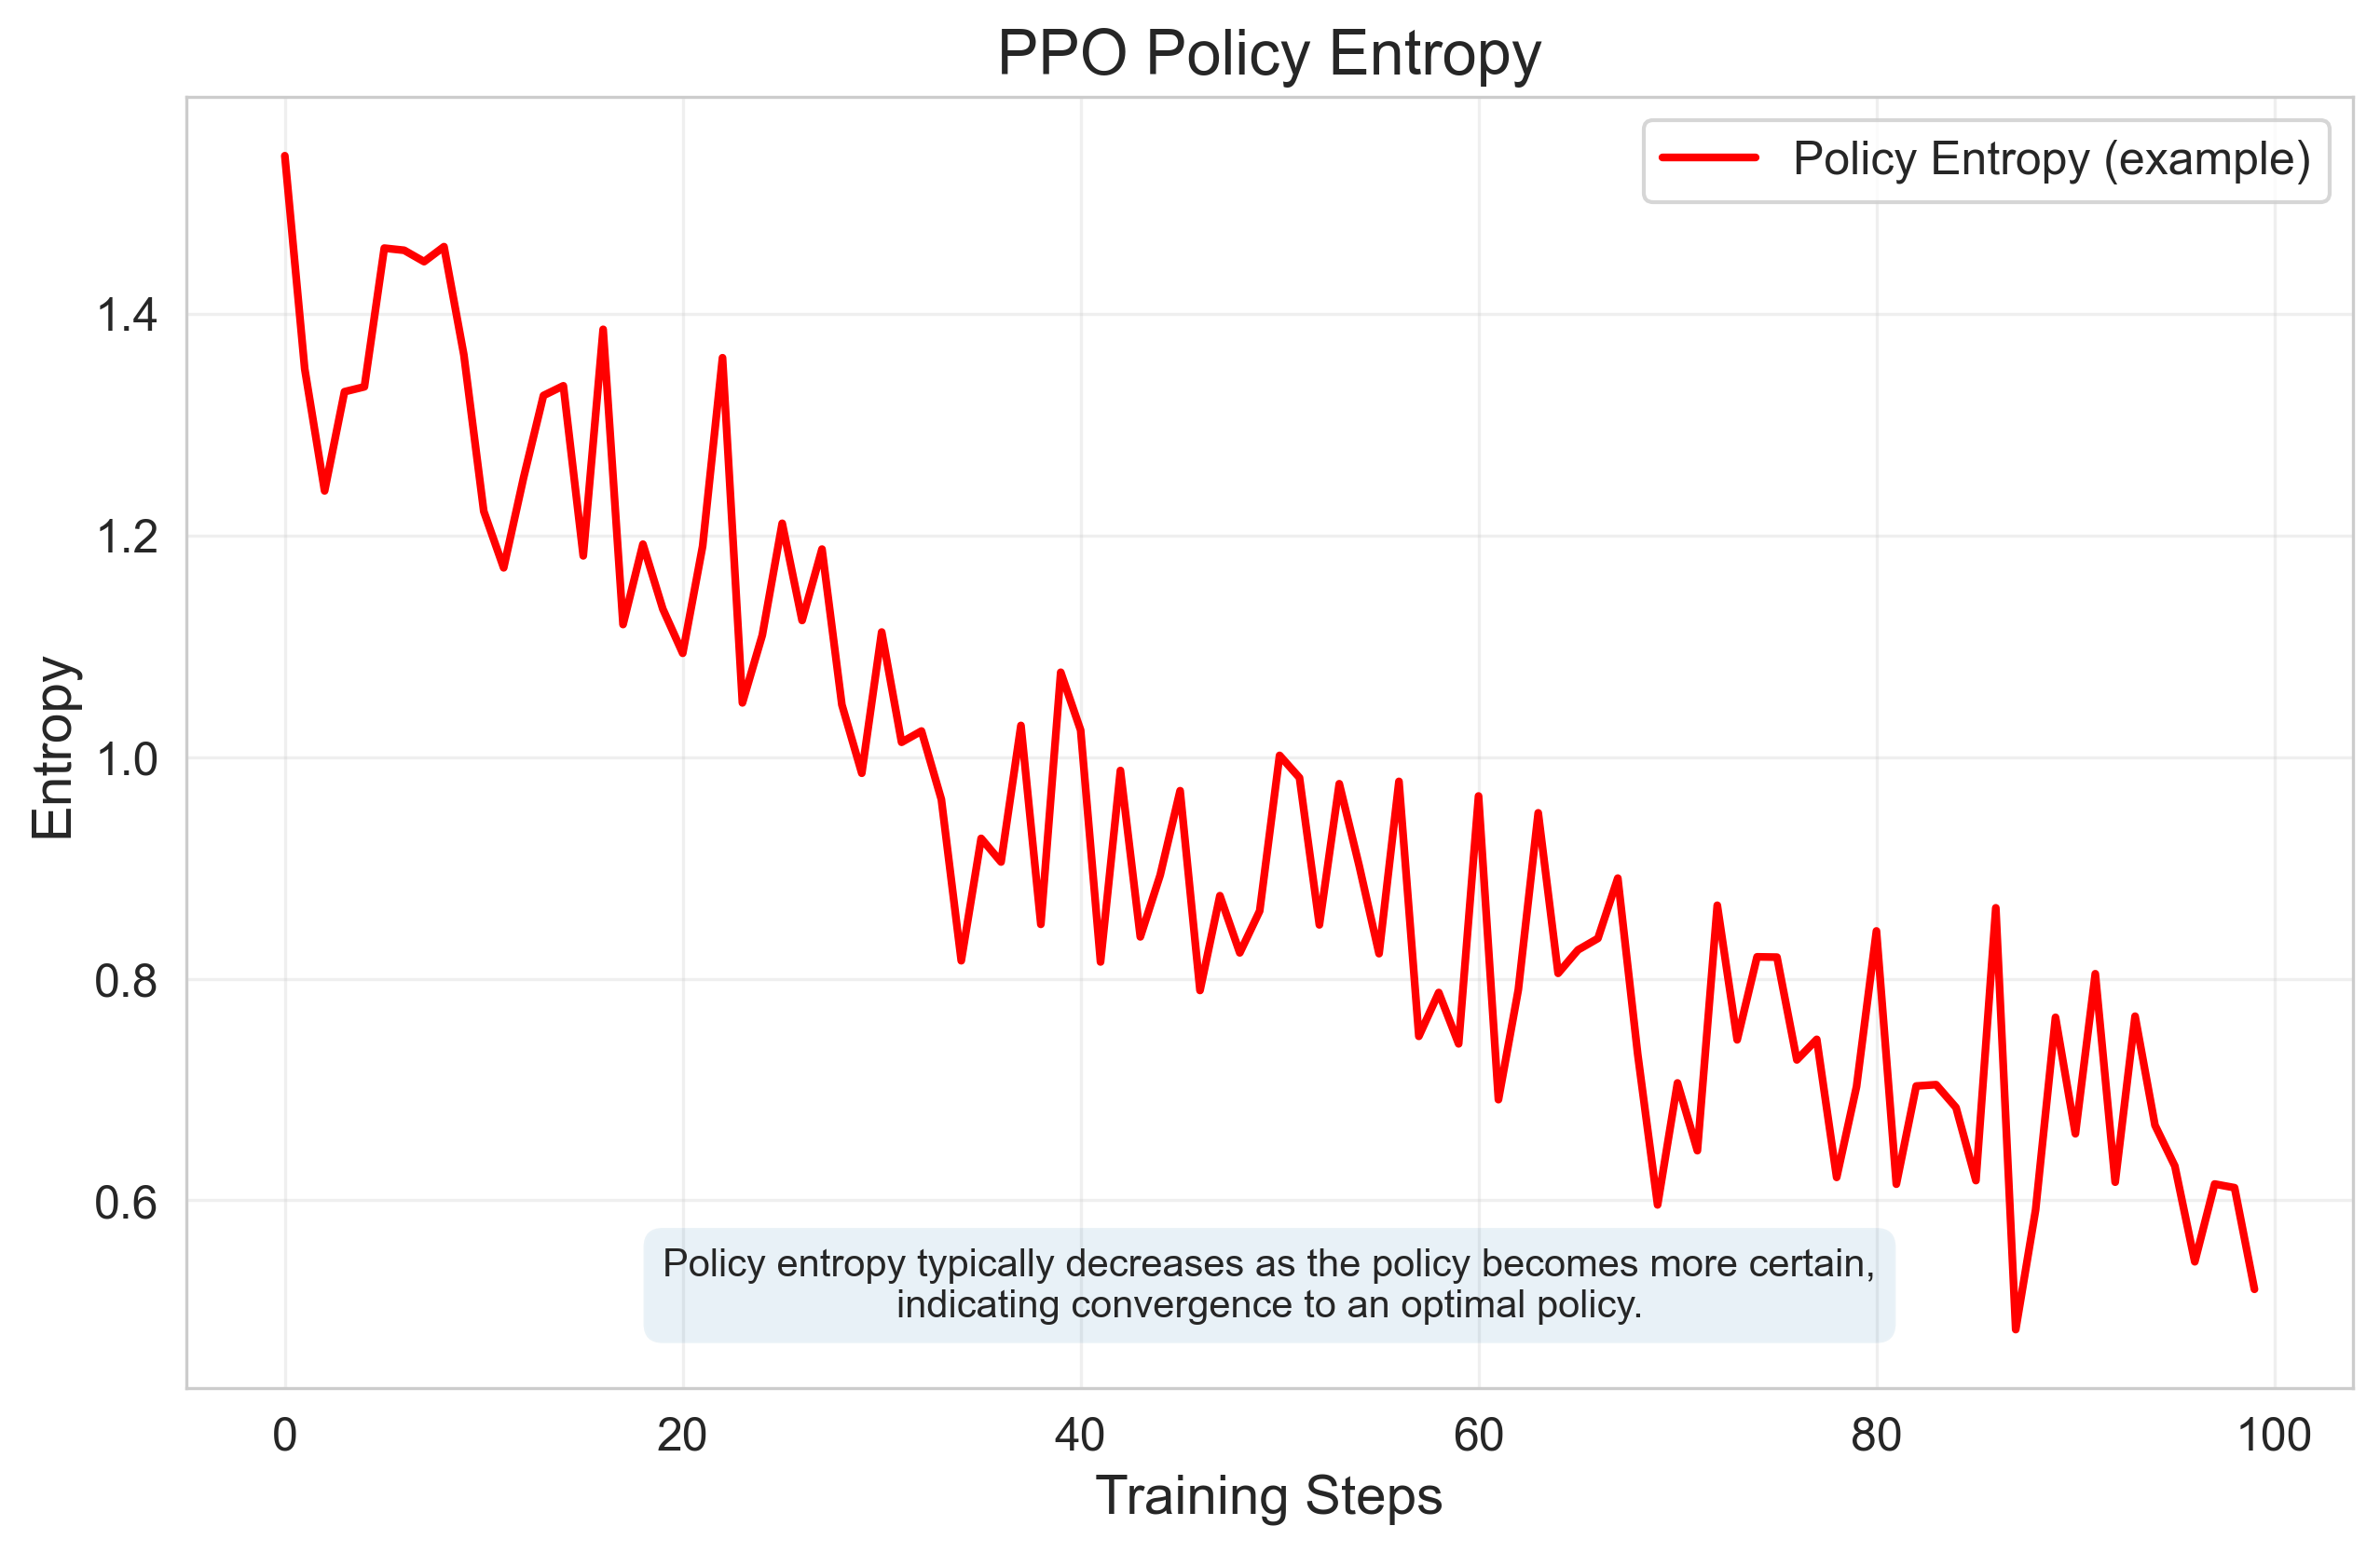 PPO Policy Entropy
Policy Entropy (example)
1.4
1.2
1.0
0.8
0.6
Entropy
Policy entropy typically decreases as the policy becomes more certain,
indicating convergence to an optimal policy.
0 20 40 60 80 100
Training Steps